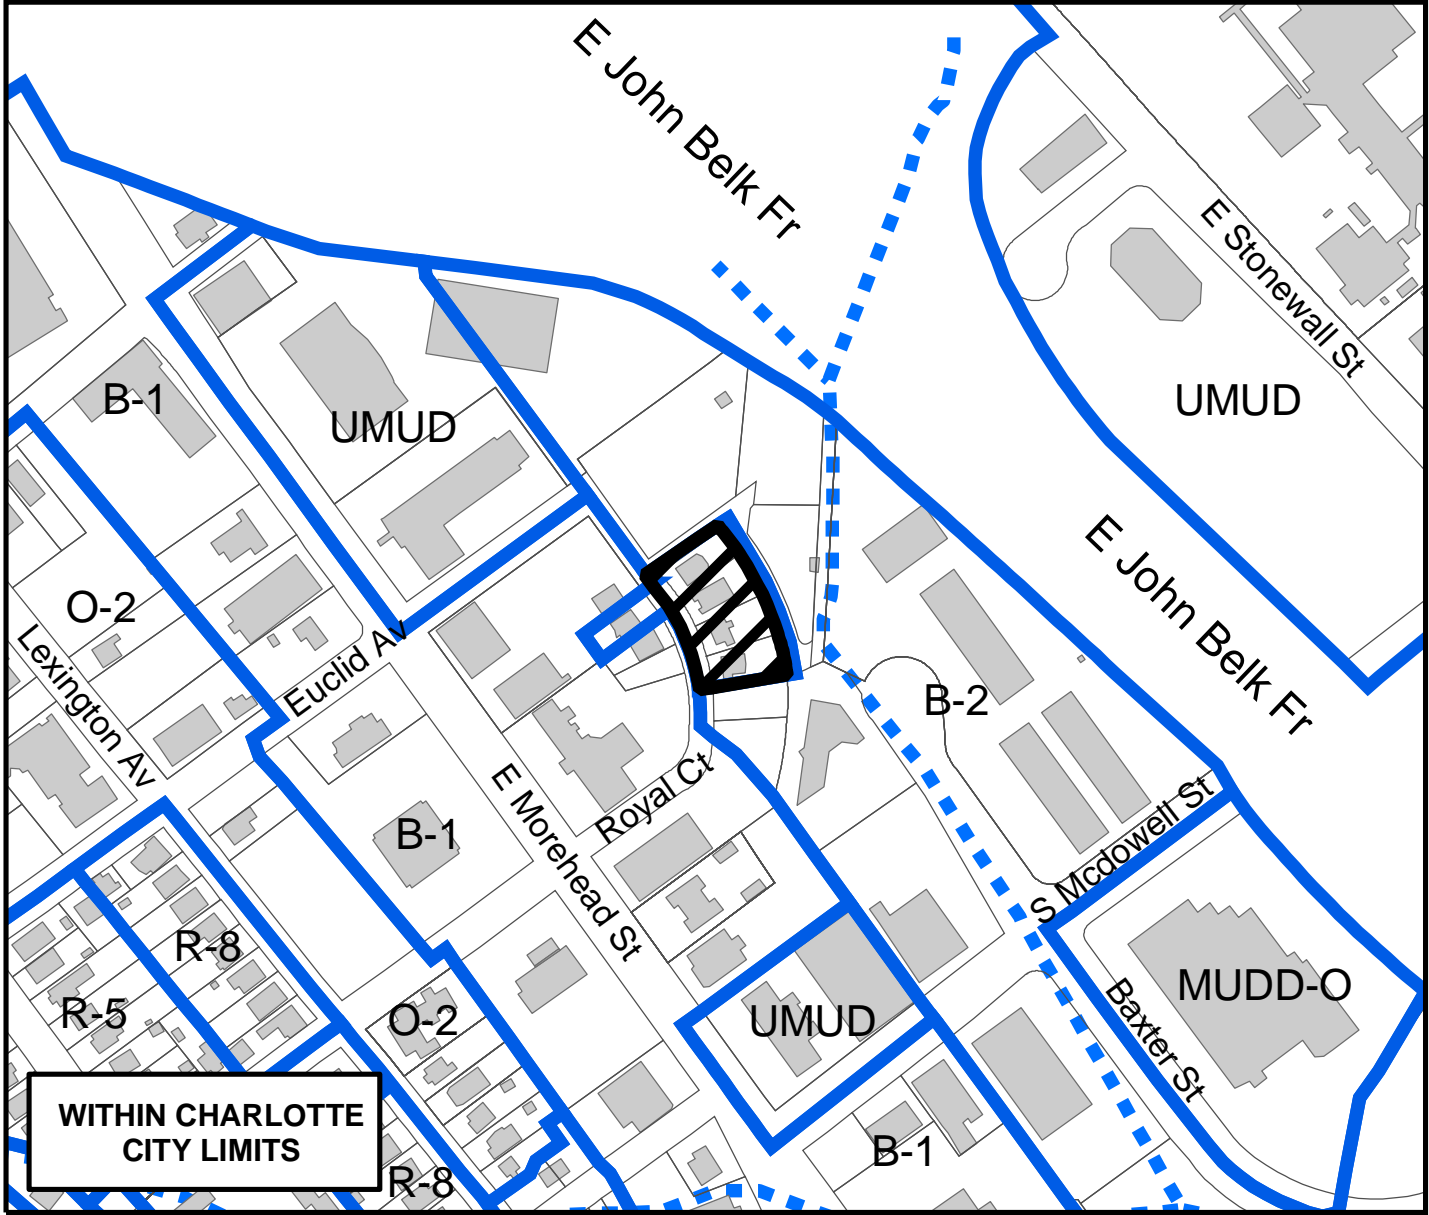 E John Belk Fr
E Stonewall St
B-1
UMUD
UMUD
E John Belk Fr
O-2
Lexington Av
Euclid Av
B-2
E Morehead St
Royal Ct
B-1
S Mcdowell St
R-8
R-5
O-2
UMUD
MUDD-O
Baxter St
WITHIN CHARLOTTE
CITY LIMITS
B-1
R-8